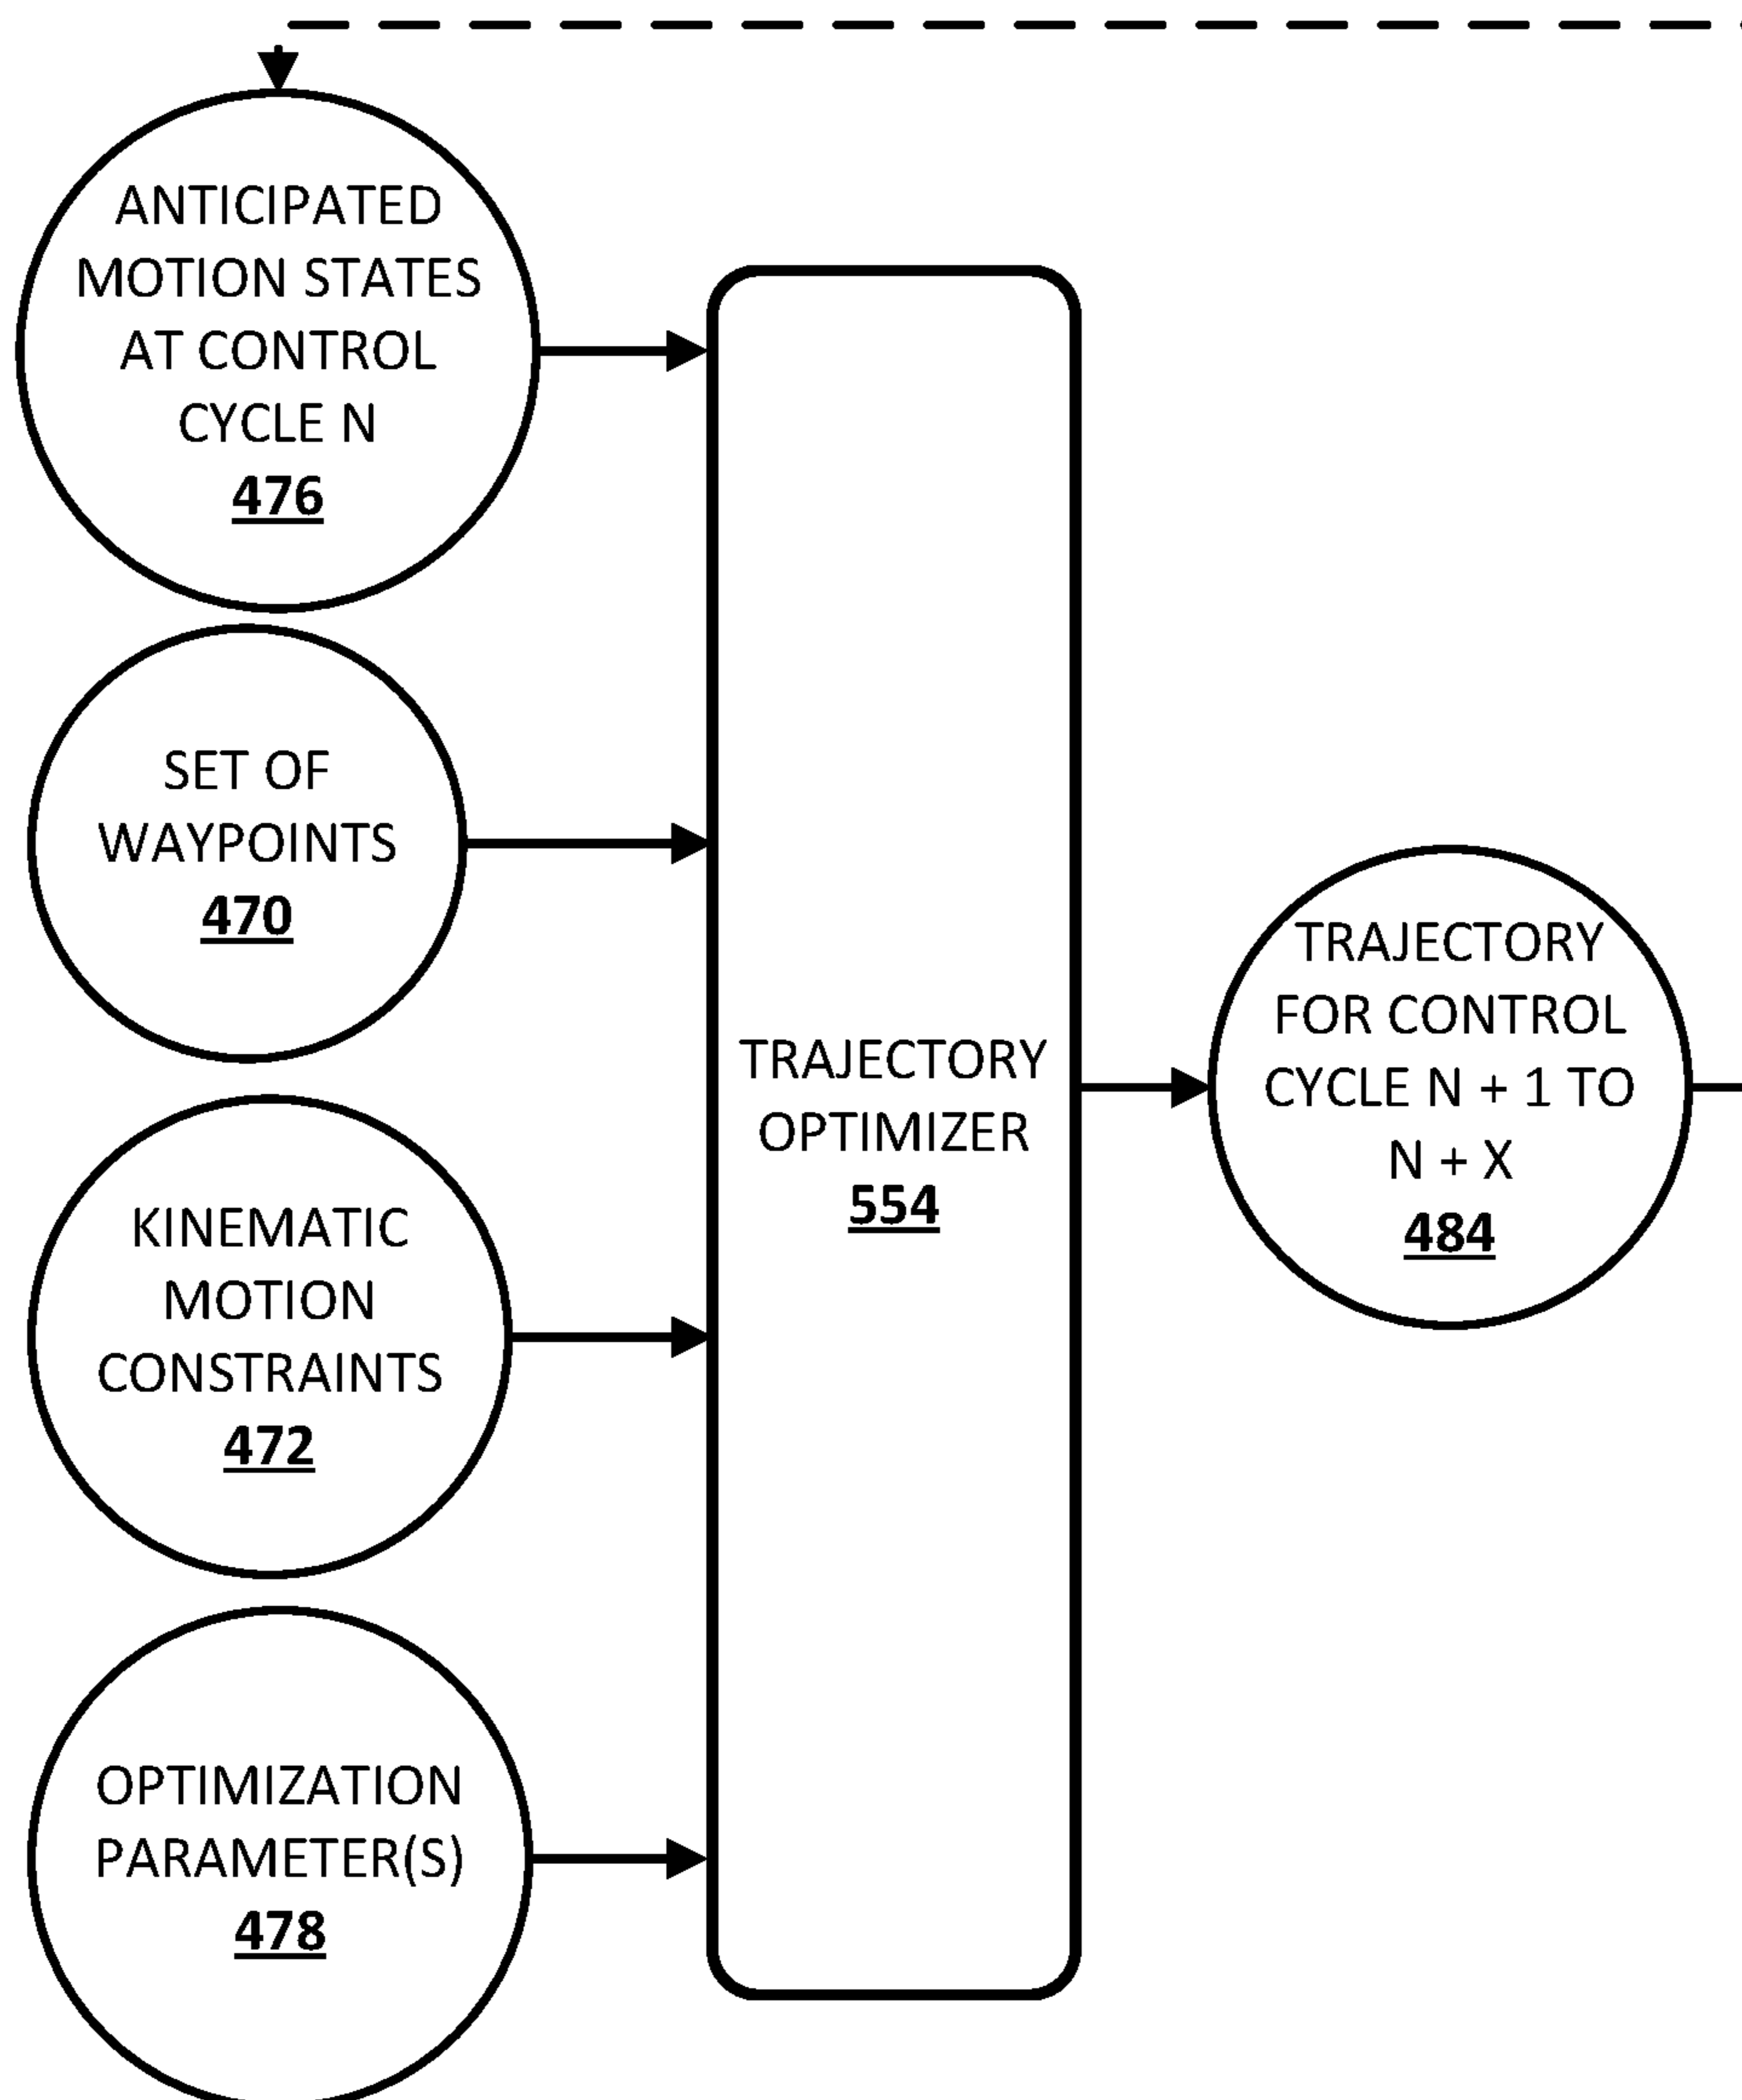 ANTICIPATED
MOTION STATES
AT CONTROL
CYCLE N
476
SET OF
WAYPOINTS
470
KINEMATIC
MOTION
CONSTRAINTS
472
OPTIMIZATION
PARAMETER(S)
478
TRAJECTORY
OPTIMIZER
554
TRAJECTORY
FOR CONTROL
CYCLE N + 1 TO
N + X
484